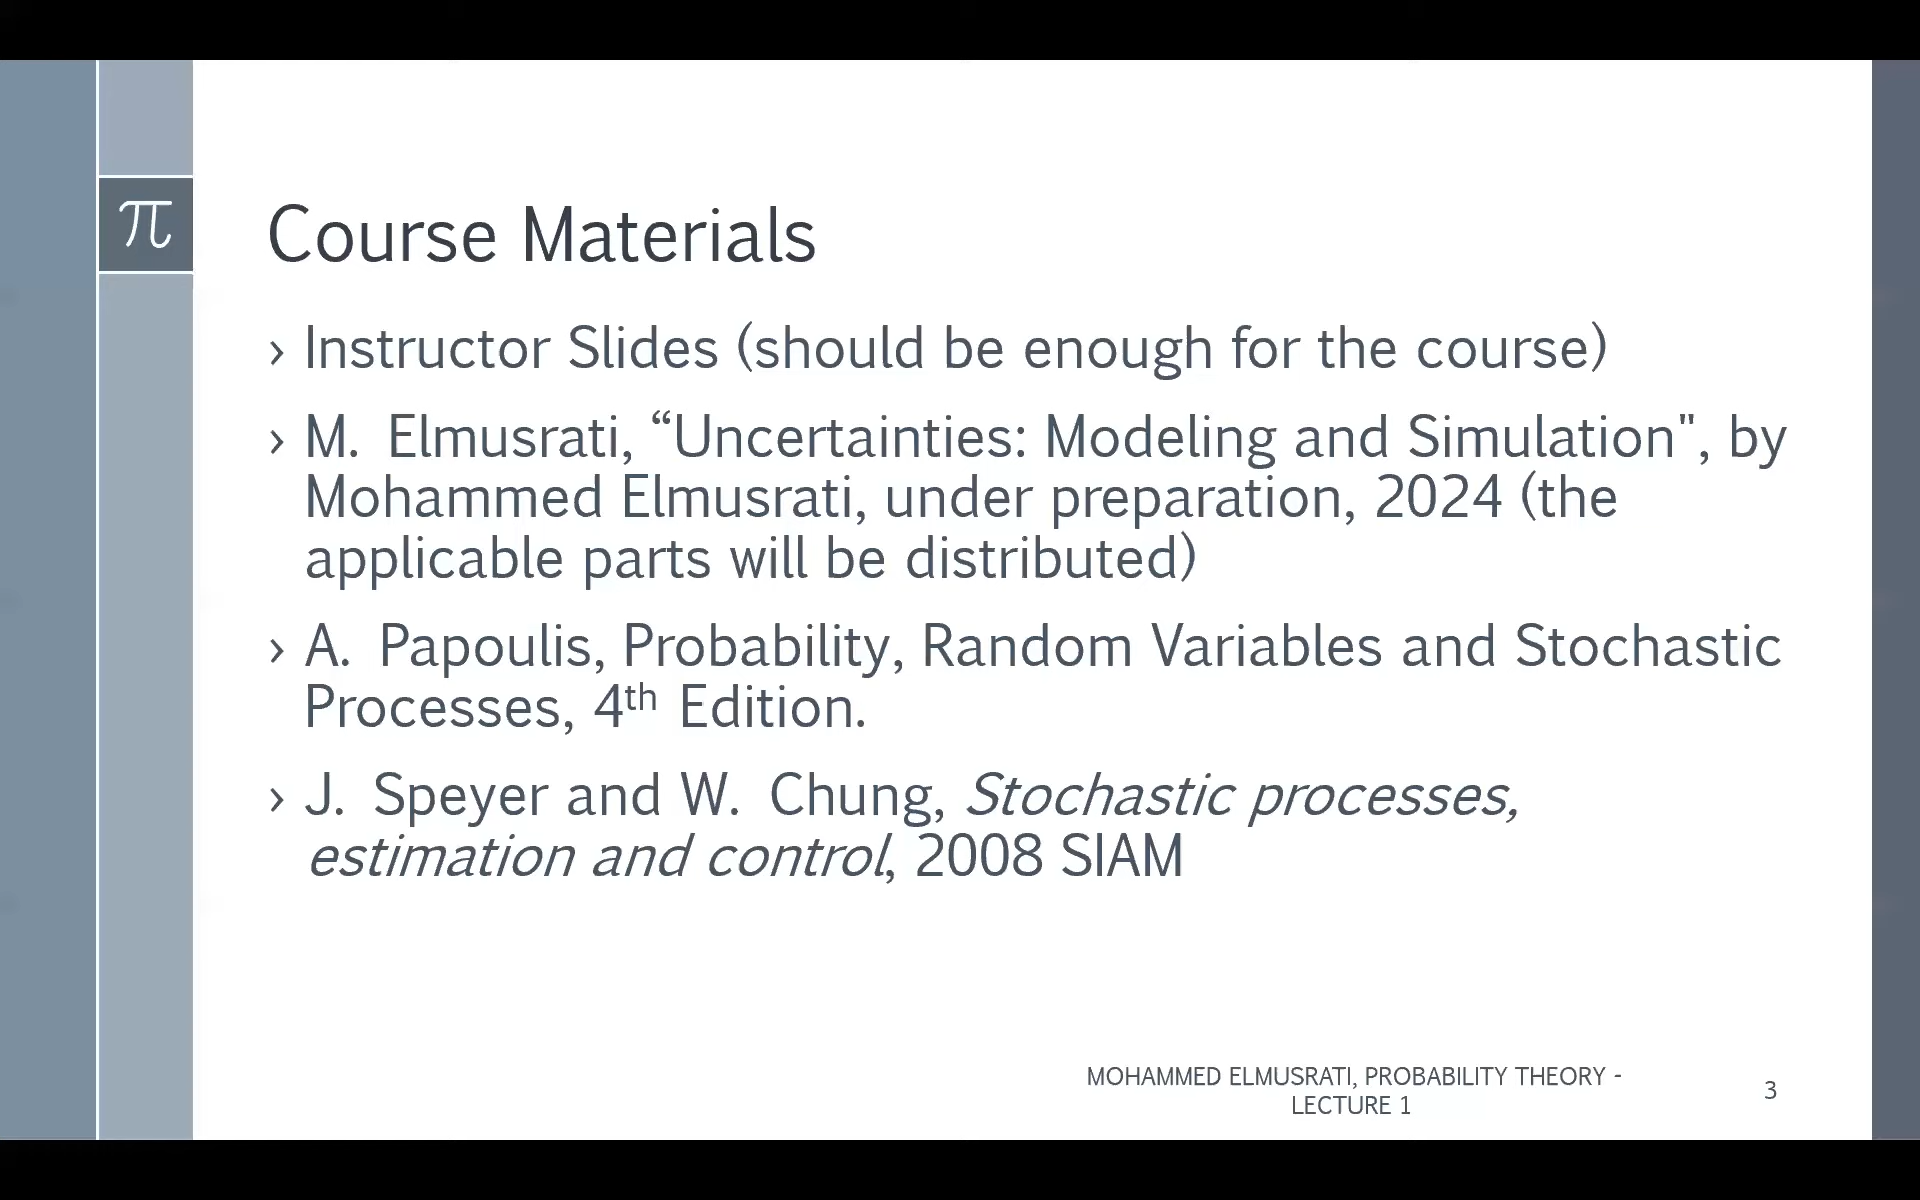 π
Course Materials
› Instructor Slides (should be enough for the course)
› M. Elmusrati, “Uncertainties: Modeling and Simulation", by
Mohammed Elmusrati, under preparation, 2024 (the
applicable parts will be distributed)
› A. Papoulis, Probability, Random Variables and Stochastic
Processes, 4th Edition.
› J. Speyer and W. Chung, Stochastic processes,
estimation and control, 2008 SIAM
MOHAMMED ELMUSRATI, PROBABILITY THEORY -
LECTURE 1
3